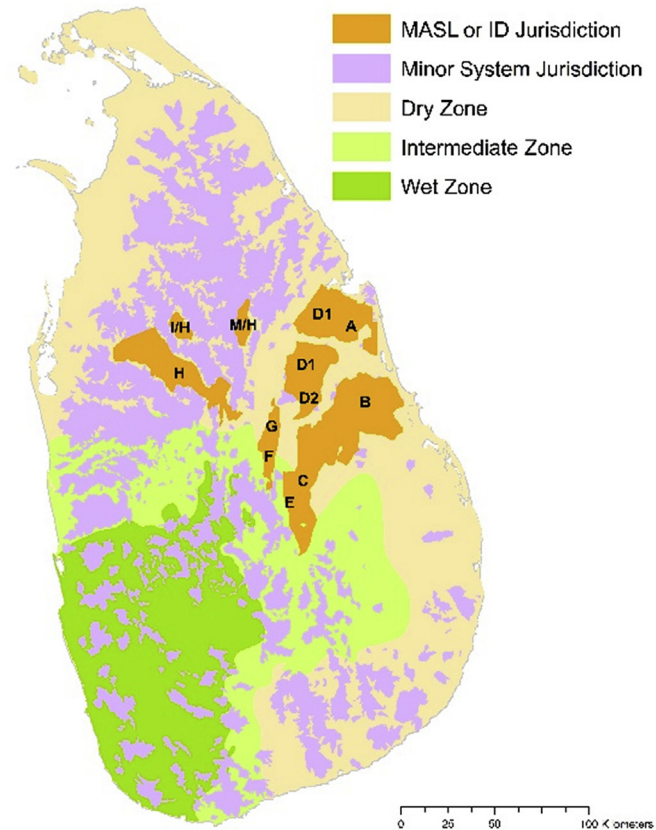 MASL or ID Jurisdiction
Minor System Jurisdiction
Dry Zone
Intermediate Zone
Wet Zone
D1
A
I/H
M/H
H
D1
D2
B
G
F
C
E
0 25 50 100 Kilometers